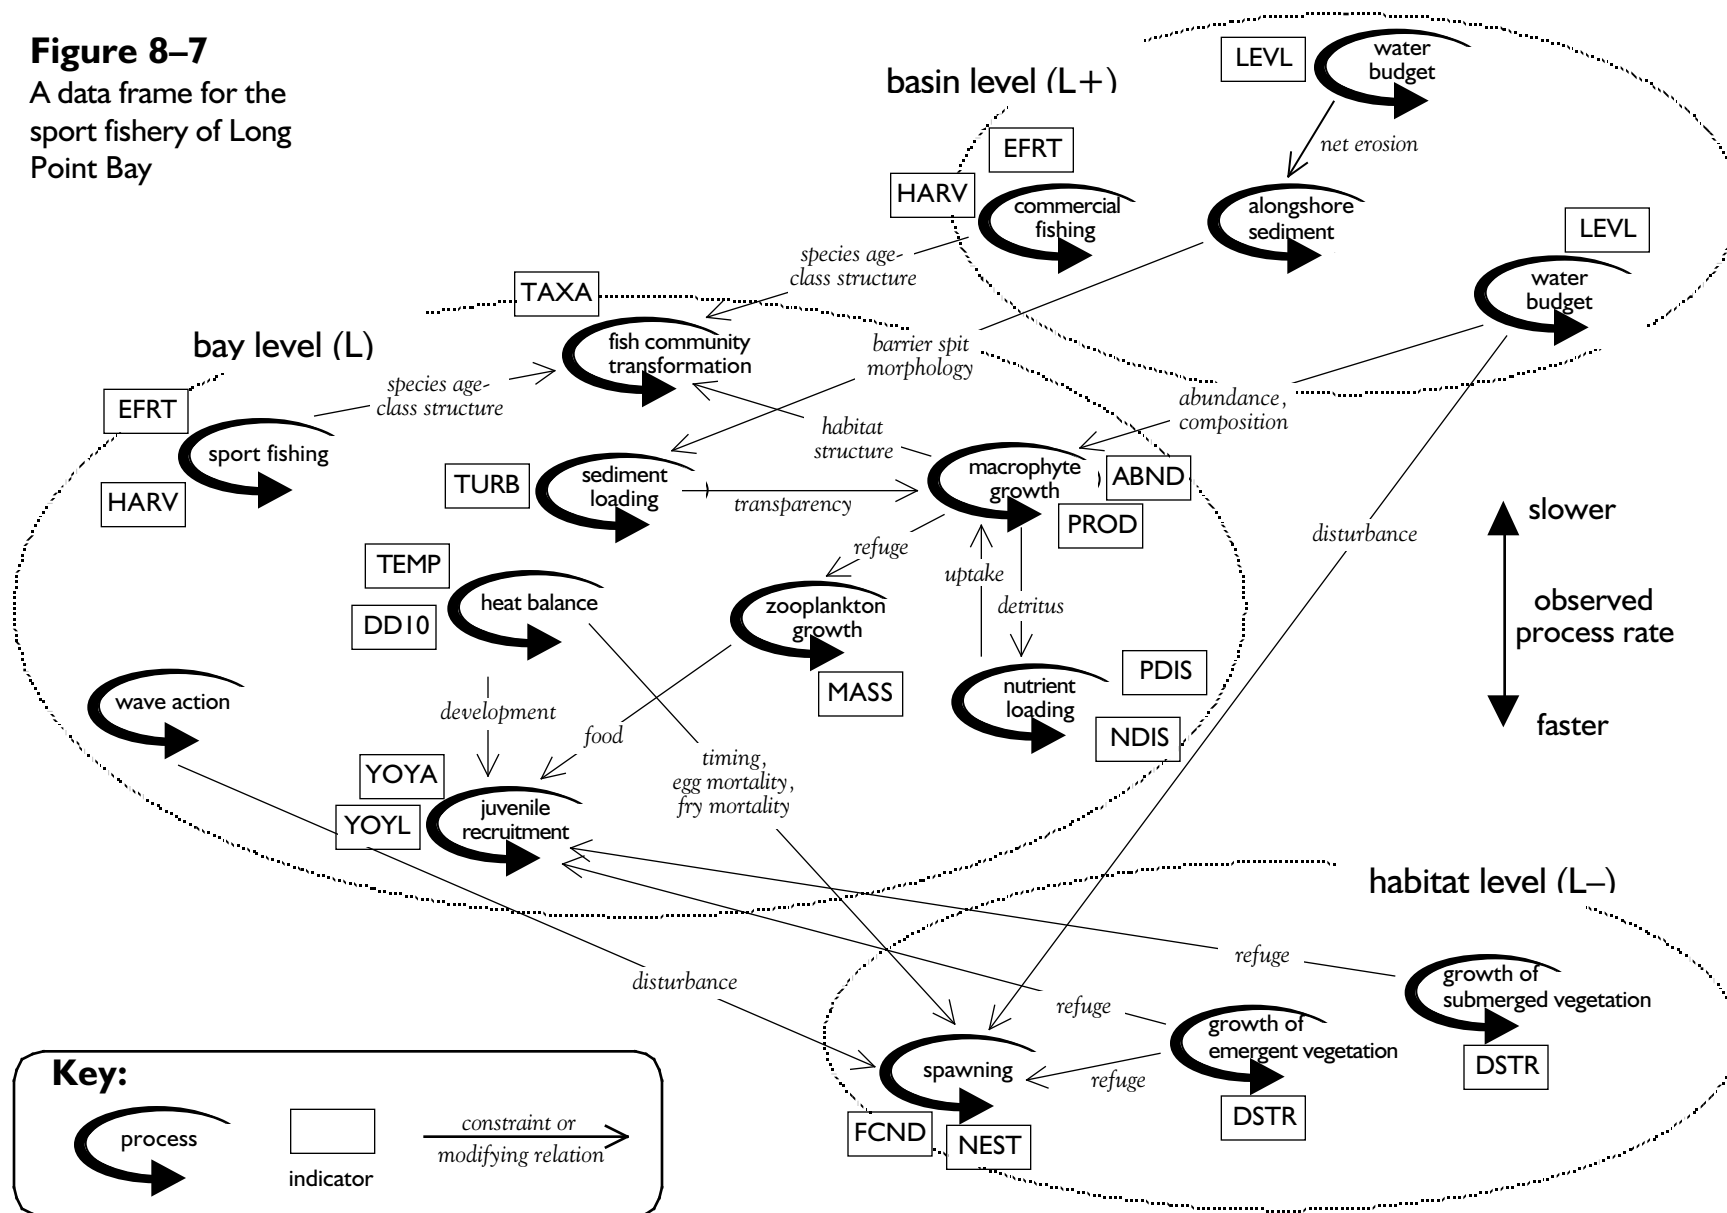 Figure 8–7
A data frame for the
sport fishery of Long
Point Bay
basin level (L+)
LEVL
water
budget
net erosion
EFRT
HARV
commercial
fishing
alongshore
sediment
LEVL
water
budget
species age-
class structure
TAXA
bay level (L)
fish community
transformation
barrier spit
morphology
species age-
class structure
abundance,
composition
EFRT
sport fishing
HARV
habitat
structure
TURB
sediment
loading
transparency
macrophyte
growth
ABND
PROD
slower
observed
process rate
faster
disturbance
refuge
uptake
detritus
TEMP
DD10
heat balance
zooplankton
growth
MASS
PDIS
nutrient
loading
NDIS
wave action
development
food
timing,
egg mortality,
fry mortality
YOYA
YOYL
juvenile
recruitment
habitat level (L–)
disturbance
refuge
growth of
submerged vegetation
DSTR
refuge
growth of
emergent vegetation
DSTR
refuge
spawning
FCND
NEST
Key:
process
indicator
constraint or
modifying relation